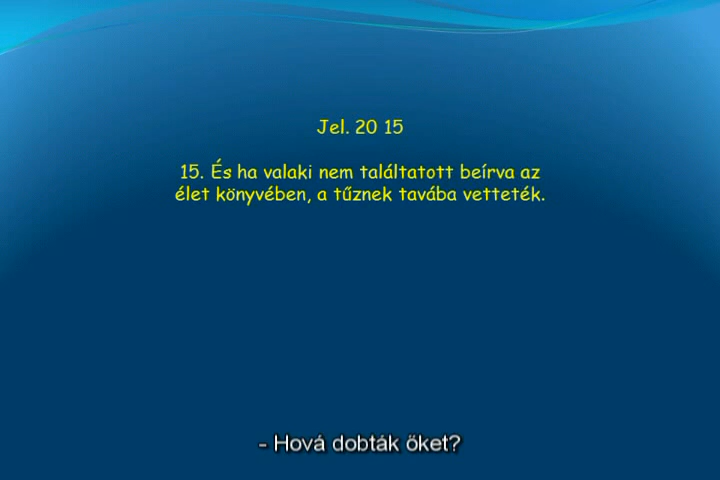 Jel. 20 15
15. És ha valaki nem találtatott beírva az
élet könyvében, a tűznek tavába vetteték.
- Hová dobták őket?